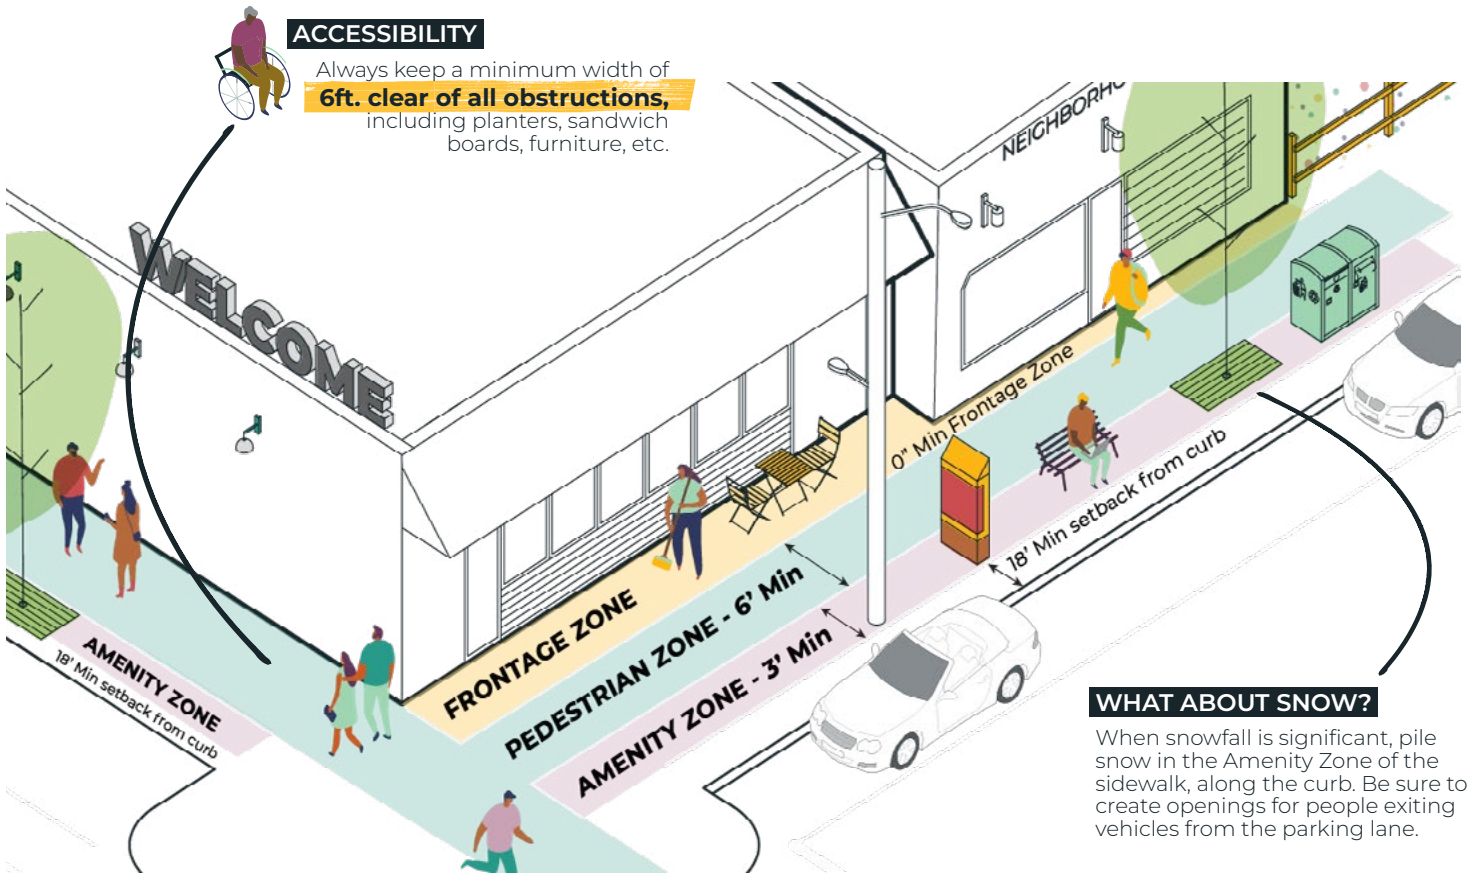 ACCESSIBILITY
Always keep a minimum width of
6ft. clear of all obstructions,
including planters, sandwich
boards, furniture, etc.
WELCOME
0" Min Frontage Zone
18' Min setback from curb
FRONTAGE ZONE
PEDESTRIAN ZONE - 6' Min
AMENITY ZONE - 3' Min
AMENITY ZONE
18' Min setback from curb
WHAT ABOUT SNOW?
When snowfall is significant, pile
snow in the Amenity Zone of the
sidewalk, along the curb. Be sure to
create openings for people exiting
vehicles from the parking lane.